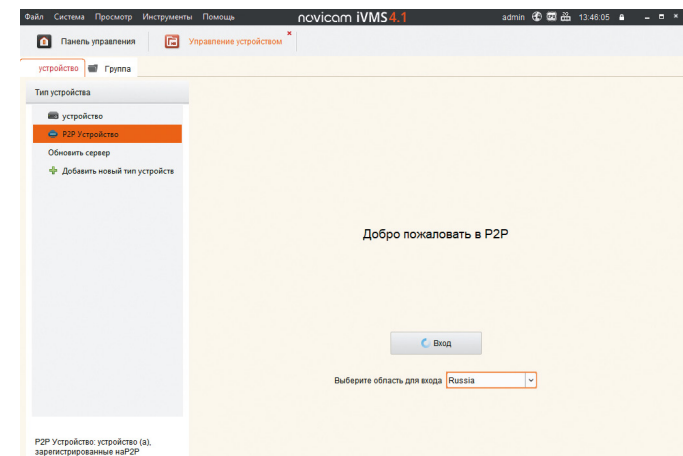 Файл Система Просмотр Инструменты Помощь novicam iVMS 4.1 admin 13:46:05
Панель управления Управление устройством
устройство Группа
Тип устройства
устройство
P2P Устройство
Обновить сервер
Добавить новый тип устройств
Добро пожаловать в P2P
Вход
Выберите область для входа Russia
P2P Устройство: устройство (а),
зарегистрированные наP2P